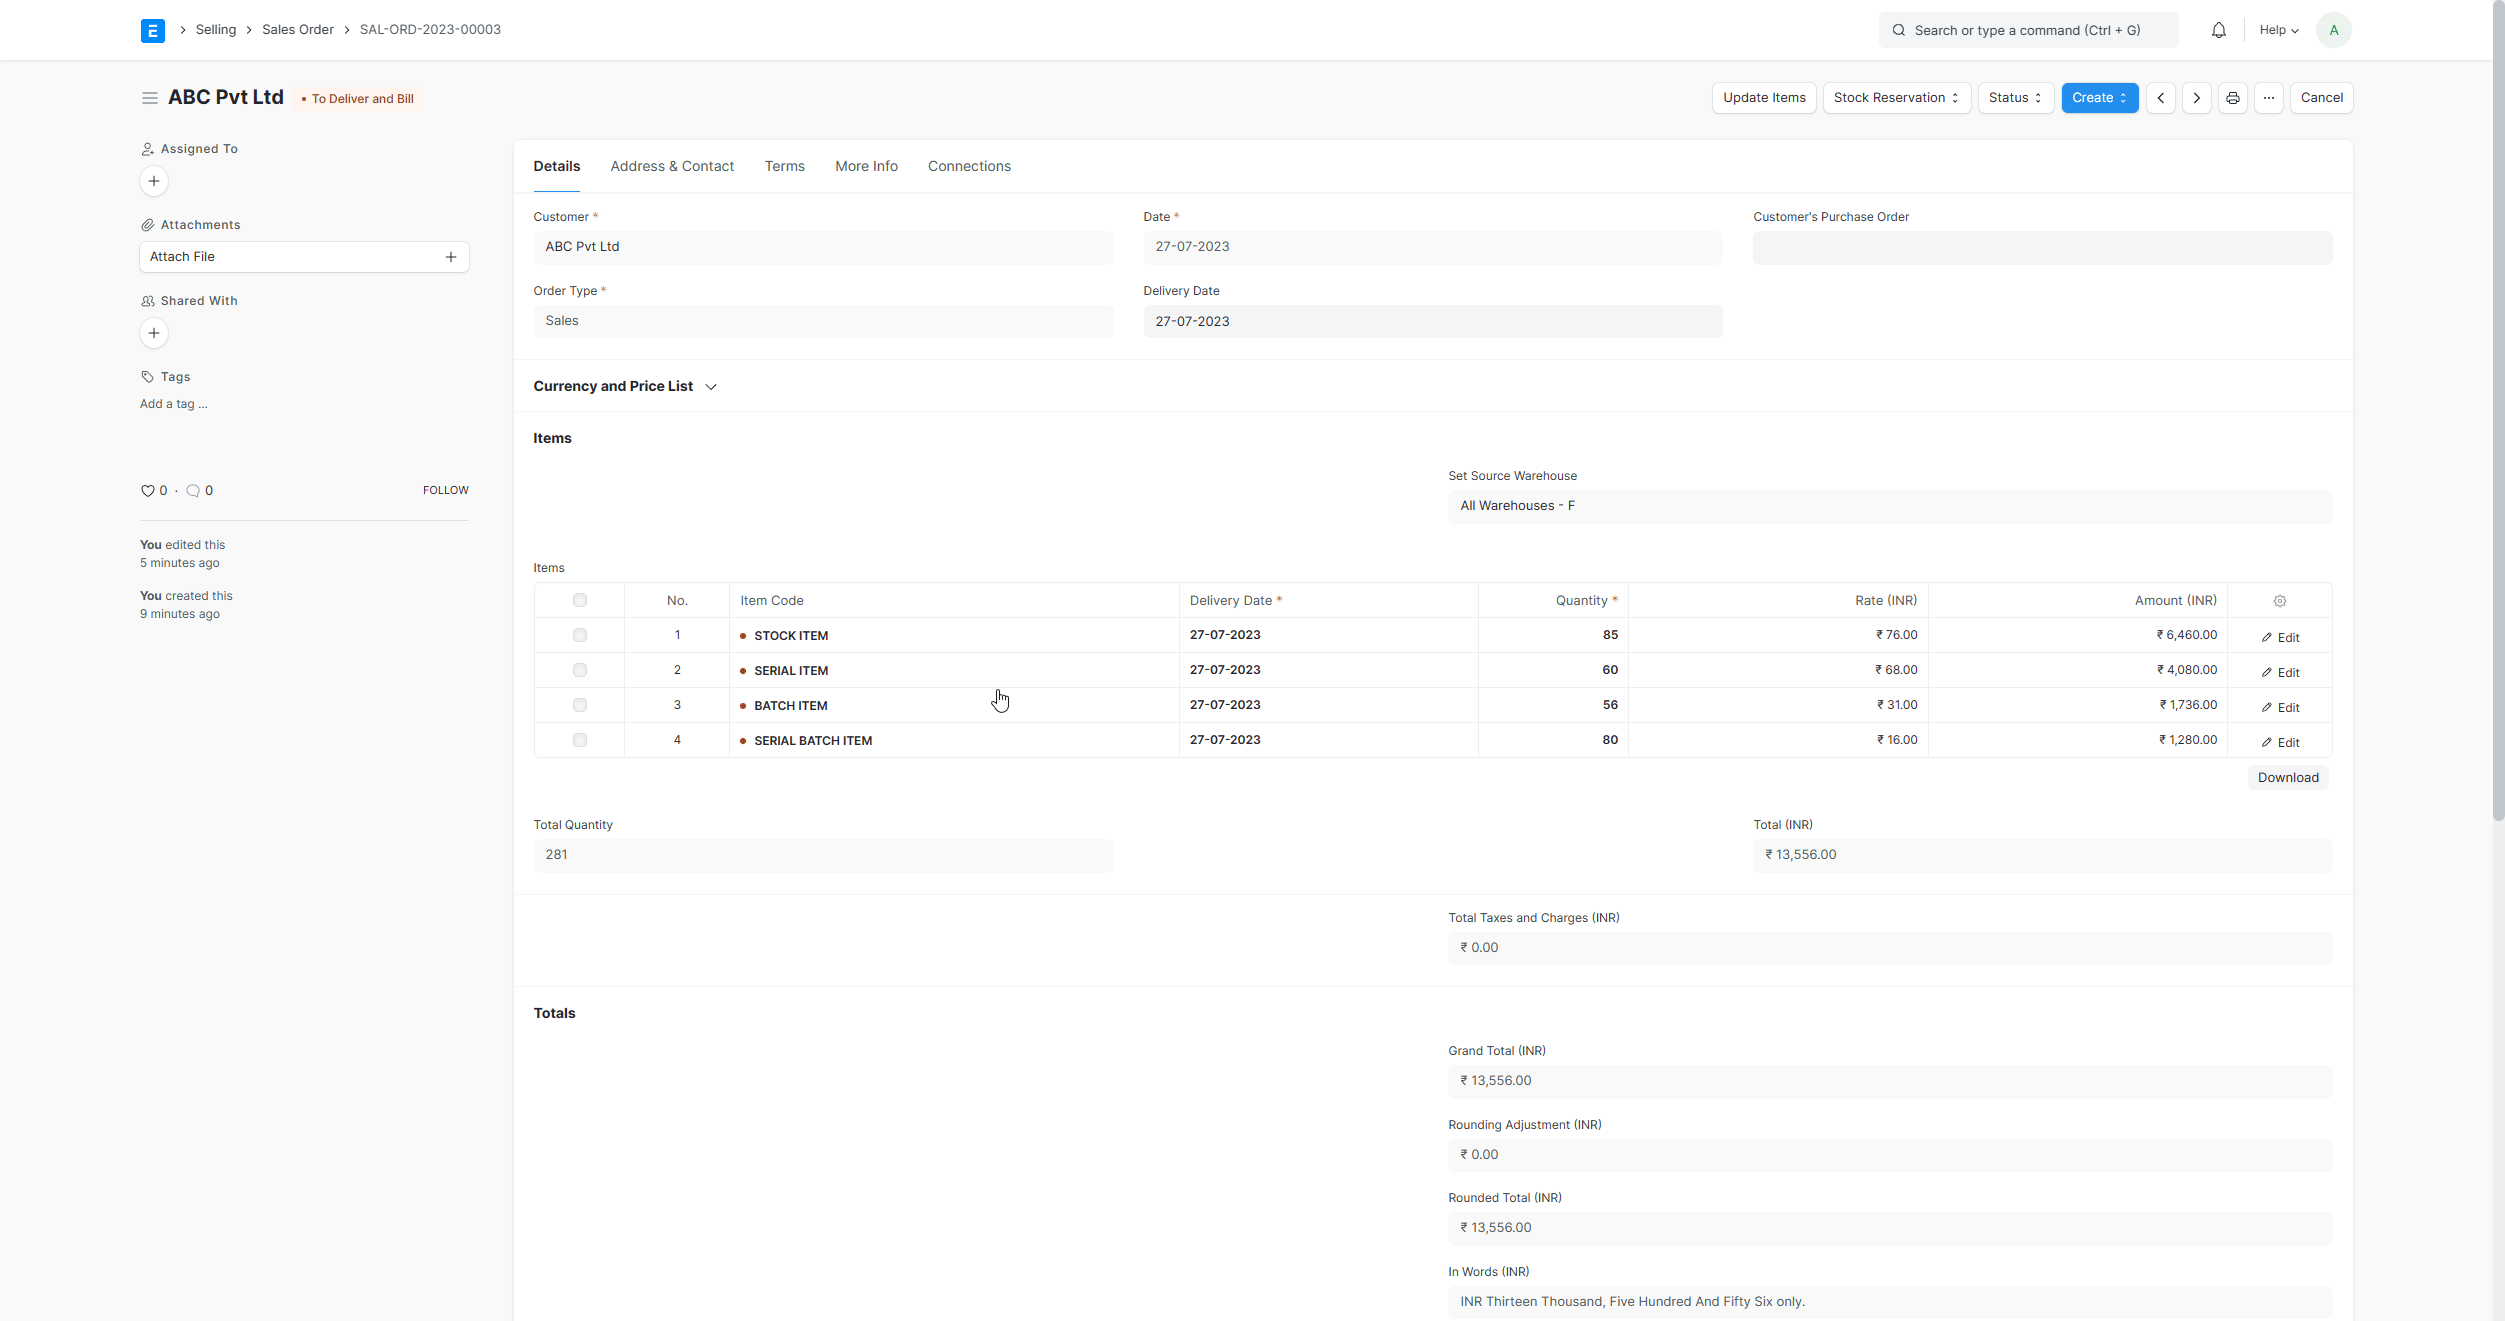 E
Selling
Sales Order
SAL-ORD-2023-00003
Search or type a command (Ctrl + G)
Help
A
ABC Pvt Ltd
• To Deliver and Bill
Update Items
Stock Reservation
Status
Create
Cancel
Assigned To
Attachments
Attach File
Shared With
Tags
Add a tag ...
0 · 0
FOLLOW
You edited this
5 minutes ago
You created this
9 minutes ago
Details
Address & Contact
Terms
More Info
Connections
Customer *
ABC Pvt Ltd
Date *
27-07-2023
Customer's Purchase Order
Order Type *
Sales
Delivery Date
27-07-2023
Currency and Price List
Items
Set Source Warehouse
All Warehouses - F
Items
No. Item Code Delivery Date * Quantity * Rate (INR) Amount (INR)
1 STOCK ITEM 27-07-2023 85 ₹ 76.00 ₹ 6,460.00 Edit
2 SERIAL ITEM 27-07-2023 60 ₹ 68.00 ₹ 4,080.00 Edit
3 BATCH ITEM 27-07-2023 56 ₹ 31.00 ₹ 1,736.00 Edit
4 SERIAL BATCH ITEM 27-07-2023 80 ₹ 16.00 ₹ 1,280.00 Edit
Download
Total Quantity
281
Total (INR)
₹ 13,556.00
Total Taxes and Charges (INR)
₹ 0.00
Totals
Grand Total (INR)
₹ 13,556.00
Rounding Adjustment (INR)
₹ 0.00
Rounded Total (INR)
₹ 13,556.00
In Words (INR)
INR Thirteen Thousand, Five Hundred And Fifty Six only.